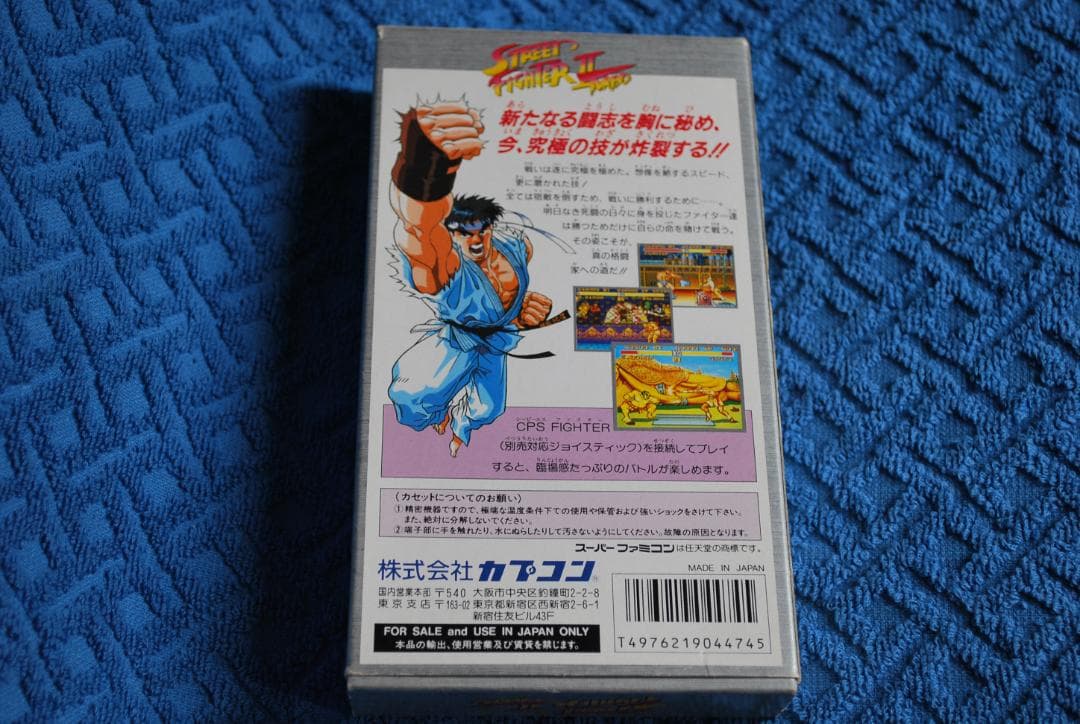 STREET
FIGHTER II
TURBO
新たなる闘志を胸に秘め、
今、究極の技が炸裂する!!
戦いは遂に究極を極めた。想像を絶するスピード、
更に磨かれた技!
全ては宿敵を倒すため、戦いに勝利するために……。
明日なき死闘の日々に身を投じたファイター達
は勝つためだけに自らの命を賭けて戦う。
その姿こそが、
真の格闘
家への道だ!!
CPS FIGHTER
(別売対応ジョイスティック)を接続してプレイ
すると、臨場感たっぷりのバトルが楽しめます。
(カセットについてのお願い)
①精密機器ですので、極端な温度条件下での使用や保管および強いショックをさけて下さい。
また、絶対に分解しないでください。
②端子部に手を触れたり、水にぬらしたりして汚さないようにしてください。故障の原因となります。
スーパーファミコンは任天堂の商標です。
株式会社カプコン
MADE IN JAPAN
国内営業本部 〒540 大阪市中央区釣鐘町2-2-8
東京支店 〒163-02 東京都新宿区西新宿2-6-1
新宿住友ビル43F
FOR SALE and USE IN JAPAN ONLY
本品の輸出、使用営業及び賃貸を禁じます。
T4976219044745